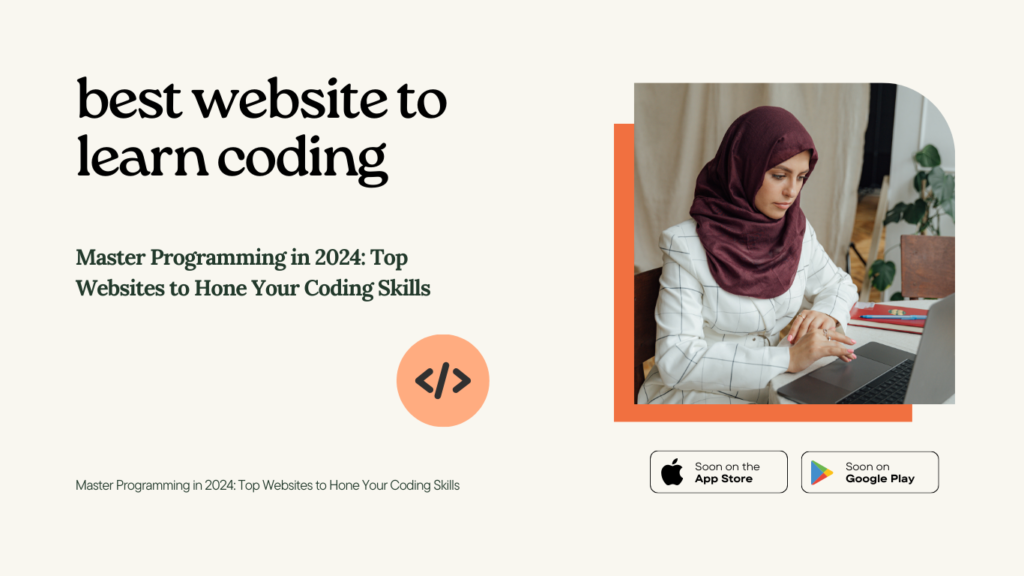 best website to
learn coding
Master Programming in 2024: Top
Websites to Hone Your Coding Skills
</>
Master Programming in 2024: Top Websites to Hone Your Coding Skills
Soon on the
App Store
Soon on
Google Play